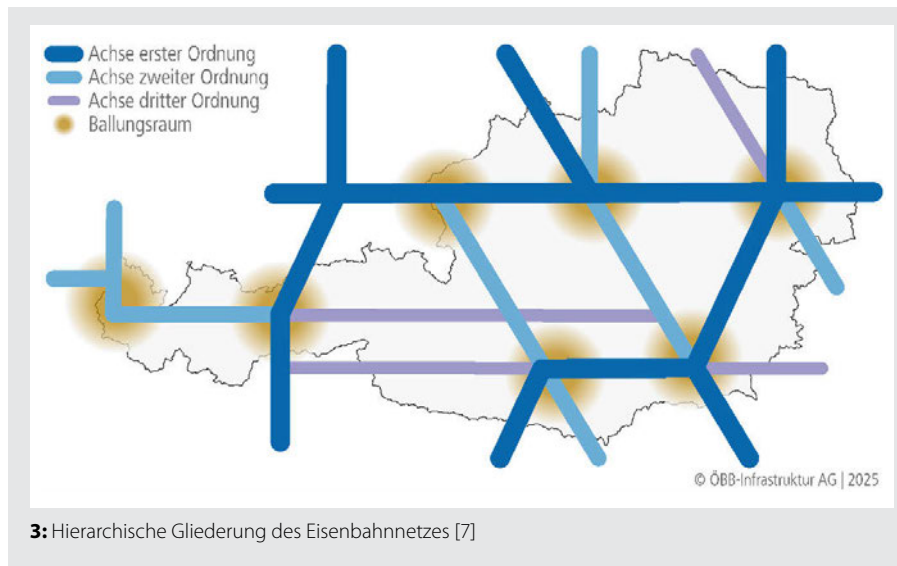 Achse erster Ordnung
Achse zweiter Ordnung
Achse dritter Ordnung
Ballungsraum
© ÖBB-Infrastruktur AG | 2025
3: Hierarchische Gliederung des Eisenbahnnetzes [7]